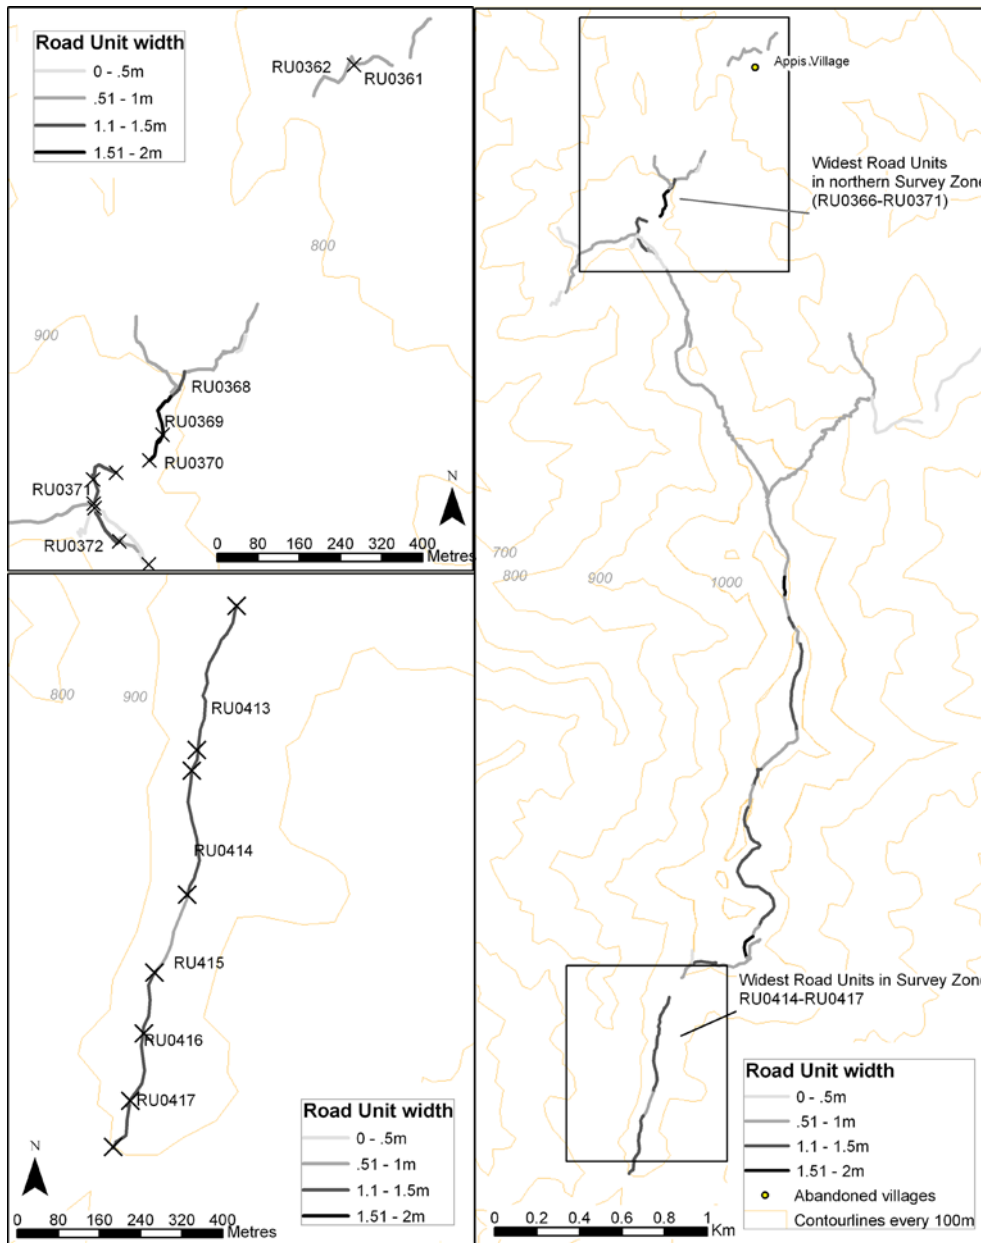 Road Unit width
0 - .5m
.51 - 1m
1.1 - 1.5m
1.51 - 2m
RU0362
RU0361
800
900
RU0368
RU0369
RU0370
RU0371
RU0372
N
0 80 160 240 320 400
Metres
800
900
RU0413
RU0414
RU415
RU0416
RU0417
N
0 80 160 240 320 400
Metres
Road Unit width
0 - .5m
.51 - 1m
1.1 - 1.5m
1.51 - 2m
Appis Village
Widest Road Units
in northern Survey Zone
(RU0366-RU0371)
700
800
900
1000
Widest Road Units in Survey Zone
RU0414-RU0417
Road Unit width
0 - .5m
.51 - 1m
1.1 - 1.5m
1.51 - 2m
Abandoned villages
Contourlines every 100m
0 0.2 0.4 0.6 0.8 1
Km